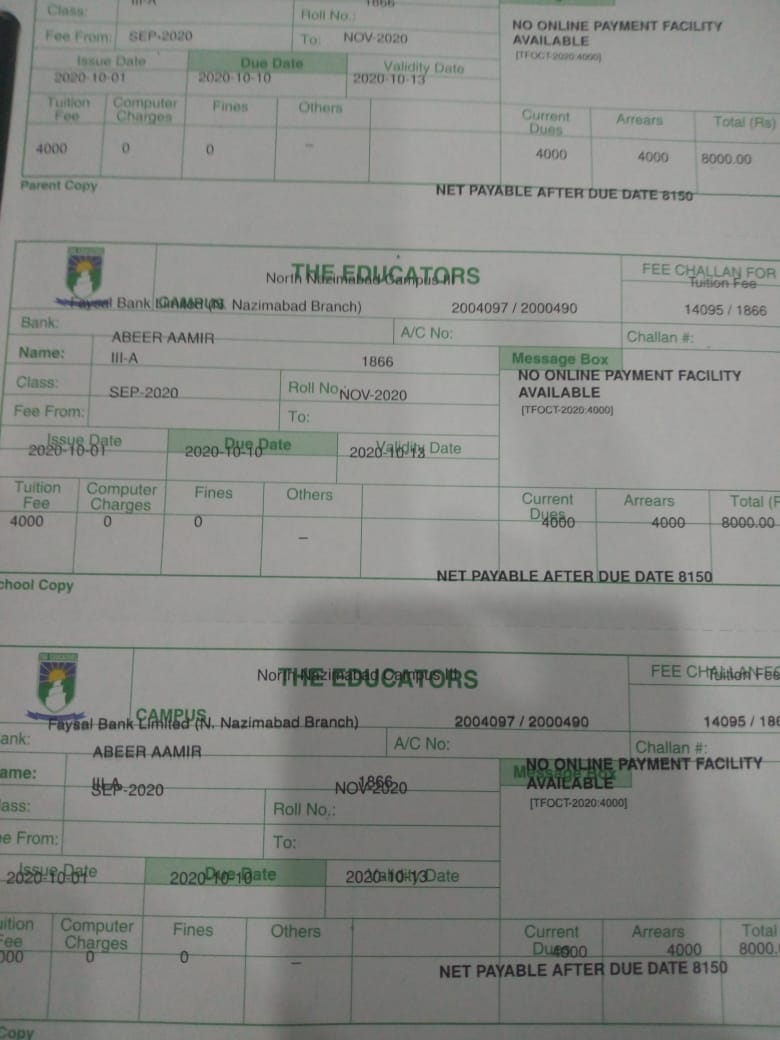 Class: III-A Roll No.: 1866
Fee From: SEP-2020 To: NOV-2020
NO ONLINE PAYMENT FACILITY
AVAILABLE
[TFOCT-2020:4000]
Issue Date Due Date Validity Date
2020-10-01 2020-10-10 2020-10-13
Tuition Fee Computer Charges Fines Others Current Dues Arrears Total (Rs)
4000 0 0 – 4000 4000 8000.00
Parent Copy NET PAYABLE AFTER DUE DATE 8150
THE EDUCATORS
North Nazimabad Campus III
FEE CHALLAN FOR
Tuition Fee
CAMPUS
Faysal Bank Limited (N. Nazimabad Branch) 2004097 / 2000490 14095 / 1866
Bank: A/C No: Challan #:
ABEER AAMIR
Name: III-A 1866 Message Box
NO ONLINE PAYMENT FACILITY
AVAILABLE
[TFOCT-2020:4000]
Class: SEP-2020 Roll No.: NOV-2020
Fee From: To:
Issue Date Due Date Validity Date
2020-10-01 2020-10-10 2020-10-13
Tuition Fee Computer Charges Fines Others Current Dues Arrears Total (R
4000 0 0 – 4000 4000 8000.00
NET PAYABLE AFTER DUE DATE 8150
chool Copy
THE EDUCATORS
North Nazimabad Campus III
FEE CHALLAN FO
Tuition Fee
CAMPUS
Faysal Bank Limited (N. Nazimabad Branch) 2004097 / 2000490 14095 / 186
ank: A/C No: Challan #:
ABEER AAMIR
ame: Message Box
NO ONLINE PAYMENT FACILITY
AVAILABLE
[TFOCT-2020:4000]
III-A 1866
SEP-2020 NOV-2020
lass: Roll No.:
e From: To:
Issue Date Due Date Validity Date
2020-10-01 2020-10-10 2020-10-13
uition Fee Computer Charges Fines Others Current Dues Arrears Total
000 0 0 – 4000 4000 8000.
NET PAYABLE AFTER DUE DATE 8150
Copy